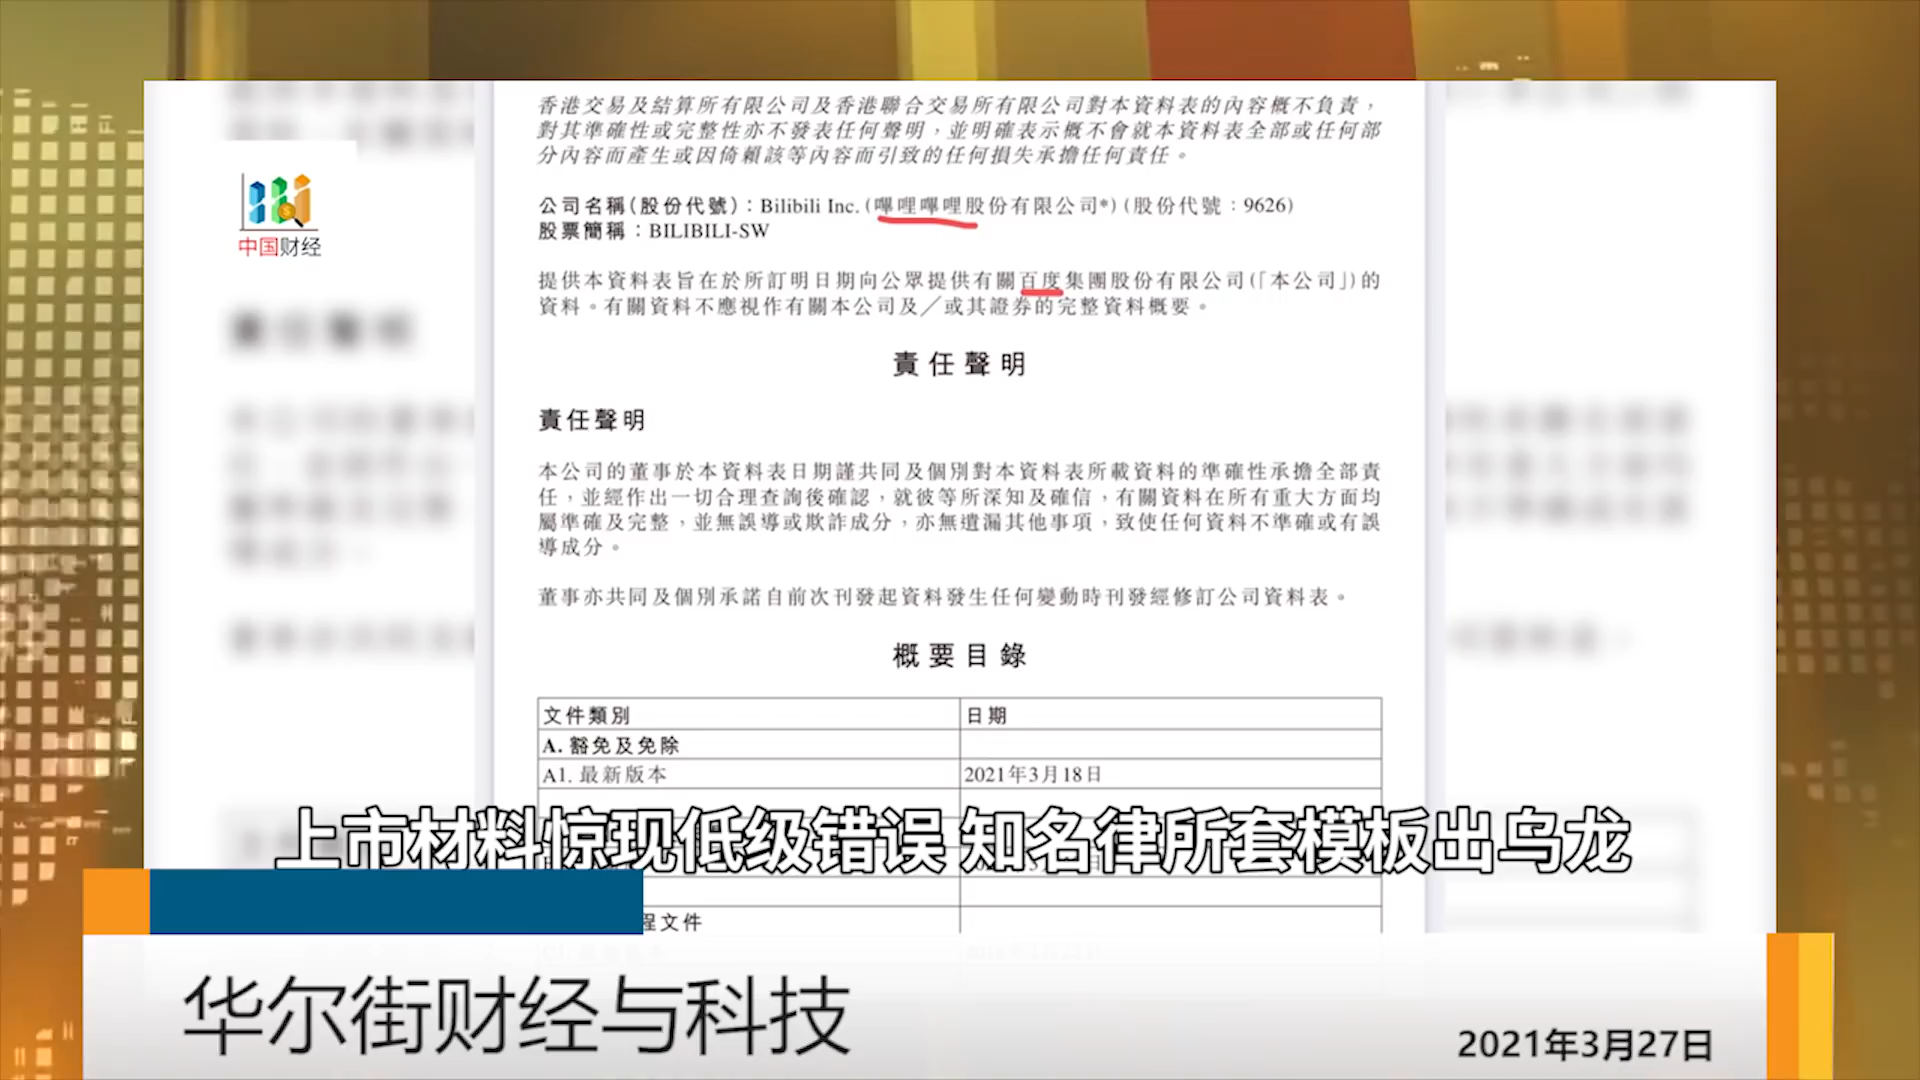 香港交易及結算所有限公司及香港聯合交易所有限公司對本資料表的內容概不負責，
對其準確性或完整性亦不發表任何聲明，並明確表示概不會就本資料表全部或任何部
分內容而產生或因倚賴該等內容而引致的任何損失承擔任何責任。
中国财经
公司名稱（股份代號）：Bilibili Inc.（嗶哩嗶哩股份有限公司*）（股份代號：9626）
股票簡稱：BILIBILI-SW
提供本資料表旨在於所訂明日期向公眾提供有關百度集團股份有限公司（「本公司」）的
資料。有關資料不應視作有關本公司及／或其證券的完整資料概要。
責任聲明
責任聲明
本公司的董事於本資料表日期謹共同及個別對本資料表所載資料的準確性承擔全部責
任，並經作出一切合理查詢後確認，就彼等所深知及確信，有關資料在所有重大方面均
屬準確及完整，並無誤導或欺詐成分，亦無遺漏其他事項，致使任何資料不準確或有誤
導成分。
董事亦共同及個別承諾自前次刊發起資料發生任何變動時刊發經修訂公司資料表。
概要目錄
文件類別 日期
A. 豁免及免除
A1. 最新版本 2021年3月18日
上市材料惊现低级错误 知名律所套模板出乌龙
程文件
华尔街财经与科技
2021年3月27日